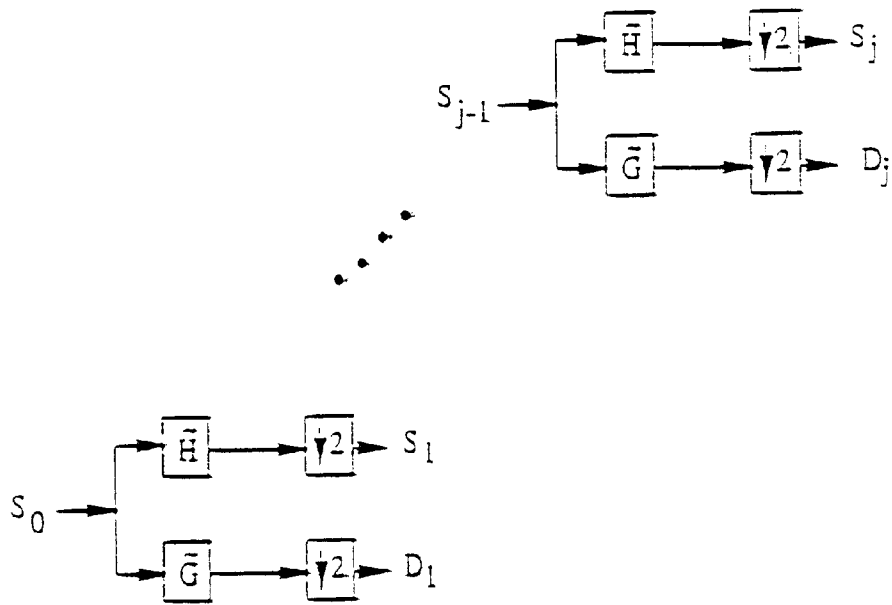 H̃ ↓2 S_j
S_{j-1}
G̃ ↓2 D_j
H̃ ↓2 S_1
S_0
G̃ ↓2 D_1